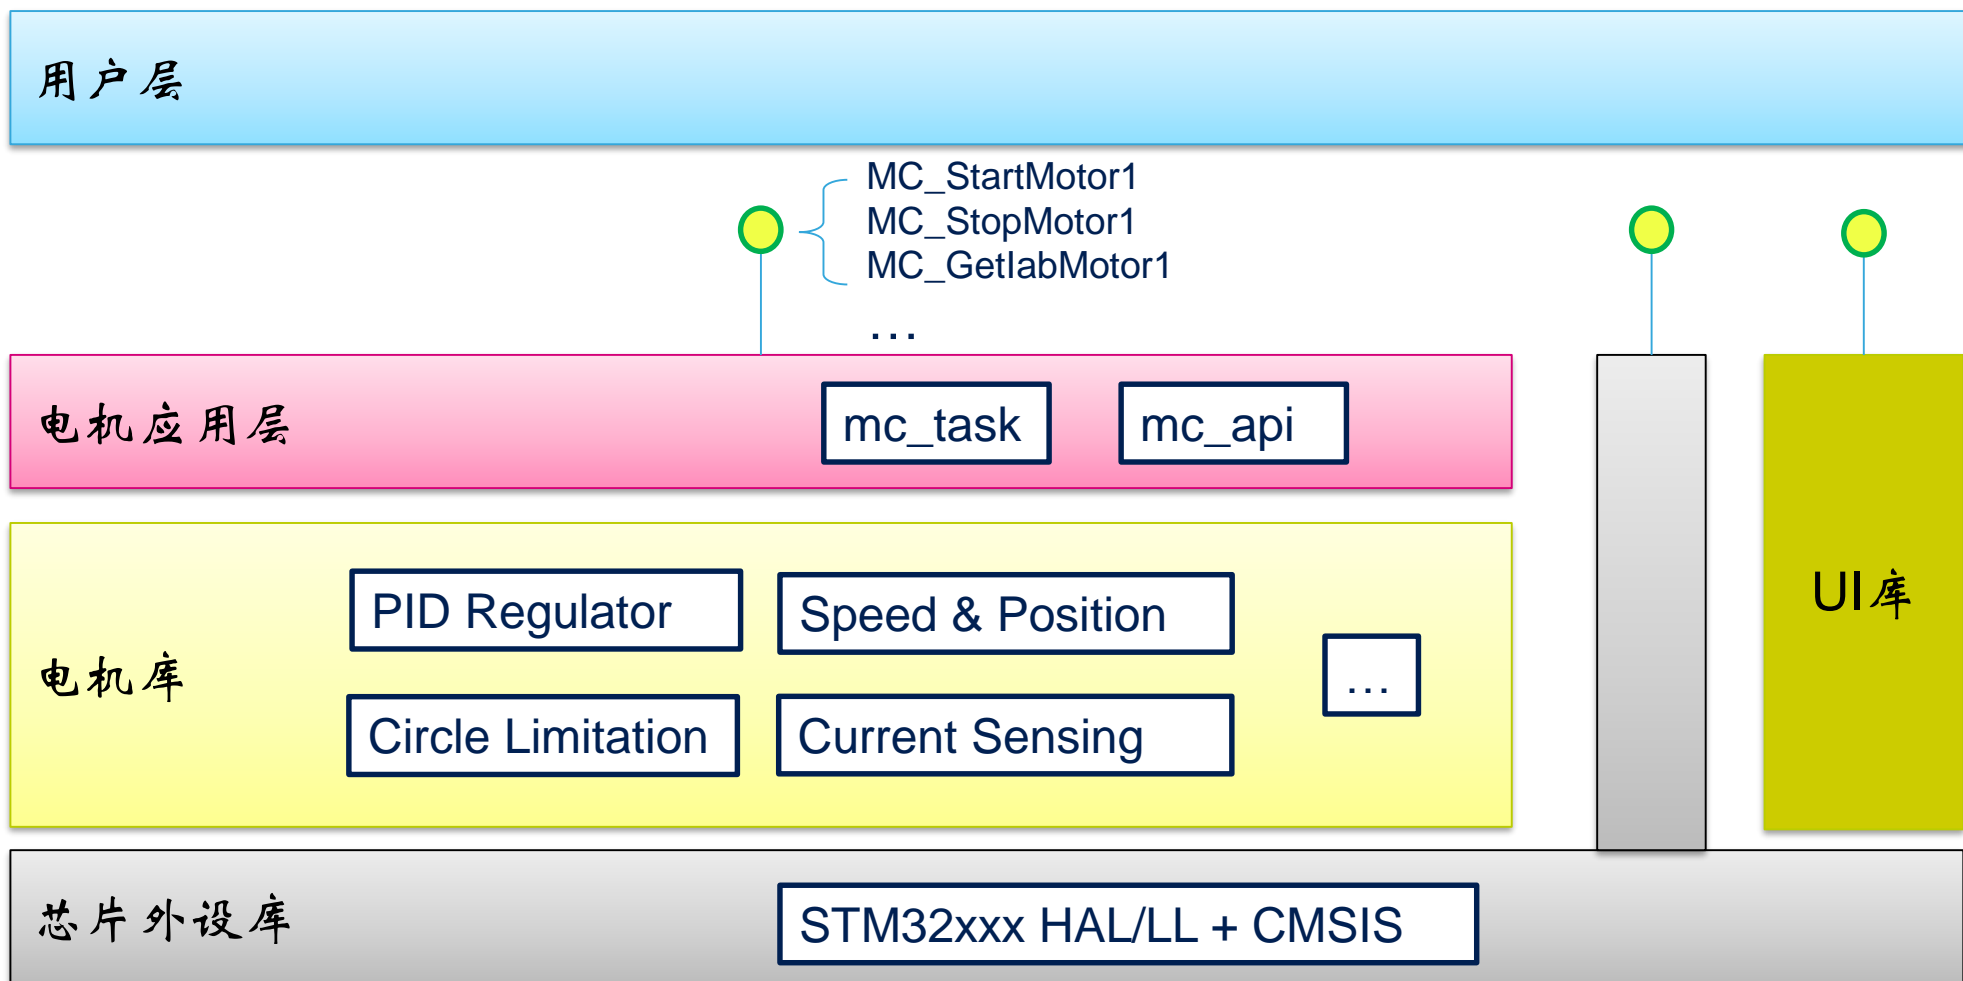 用户层
MC_StartMotor1
MC_StopMotor1
MC_GetIabMotor1
…
电机应用层
mc_task
mc_api
电机库
PID Regulator
Speed & Position
Circle Limitation
Current Sensing
…
UI库
芯片外设库
STM32xxx HAL/LL + CMSIS